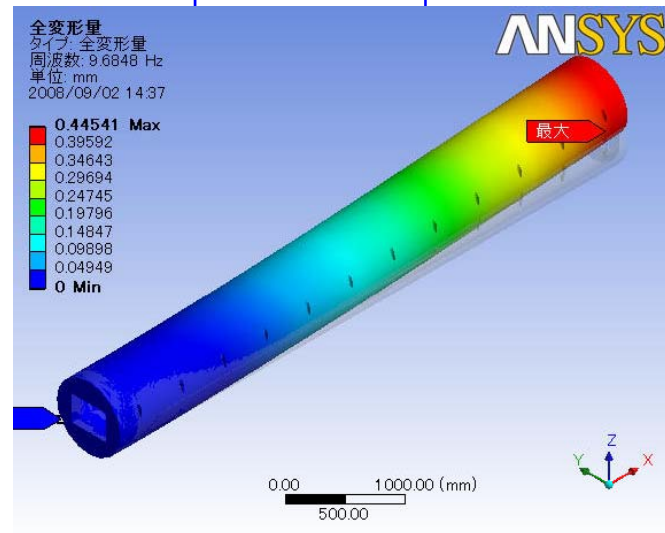 全変形量
タイプ: 全変形量
周波数: 9.6848 Hz
単位: mm
2008/09/02 14:37
ANSYS
0.44541 Max
0.39592
0.34643
0.29694
0.24745
0.19796
0.14847
0.09898
0.04949
0 Min
最大
Z
Y
X
0.00 1000.00 (mm)
500.00